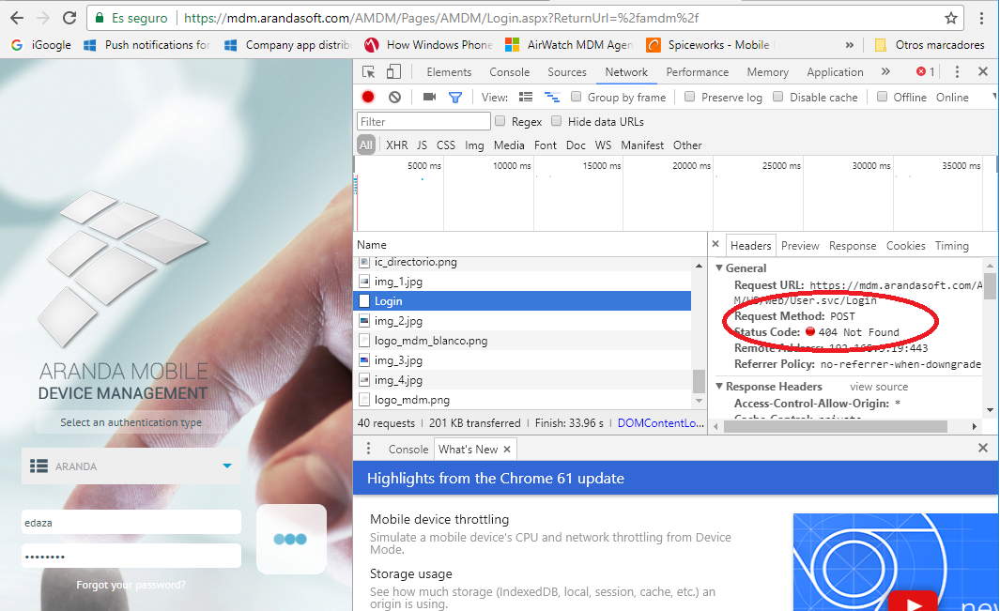 Es seguro https://mdm.arandasoft.com/AMDM/Pages/AMDM/Login.aspx?ReturnUrl=%2famdm%2f
iGoogle Push notifications for Company app distrib How Windows Phone AirWatch MDM Agen Spiceworks - Mobile » Otros marcadores
Elements Console Sources Network Performance Memory Application » 1
View: Group by frame Preserve log Disable cache Offline Online
Filter Regex Hide data URLs
All XHR JS CSS Img Media Font Doc WS Manifest Other
5000 ms 10000 ms 15000 ms 20000 ms 25000 ms 30000 ms 35000 ms
Name
ic_directorio.png
img_1.jpg
Login
img_2.jpg
logo_mdm_blanco.png
img_3.jpg
img_4.jpg
logo_mdm.png
40 requests | 201 KB transferred | Finish: 33.96 s | DOMContentLo...
Headers Preview Response Cookies Timing
General
Request URL: https://mdm.arandasoft.com/A
M/WS/Web/User.svc/Login
Request Method: POST
Status Code: 404 Not Found
Remote Address: 192.168.3.19:443
Referrer Policy: no-referrer-when-downgrade
Response Headers view source
Access-Control-Allow-Origin: *
Cache-Control: private
ARANDA MOBILE
DEVICE MANAGEMENT
Select an authentication type
ARANDA
edaza
••••••••
Forgot your password?
Console What's New
Highlights from the Chrome 61 update
Mobile device throttling
Simulate a mobile device's CPU and network throttling from Device
Mode.
Storage usage
See how much storage (IndexedDB, local, session, cache, etc.) an
origin is using.
new